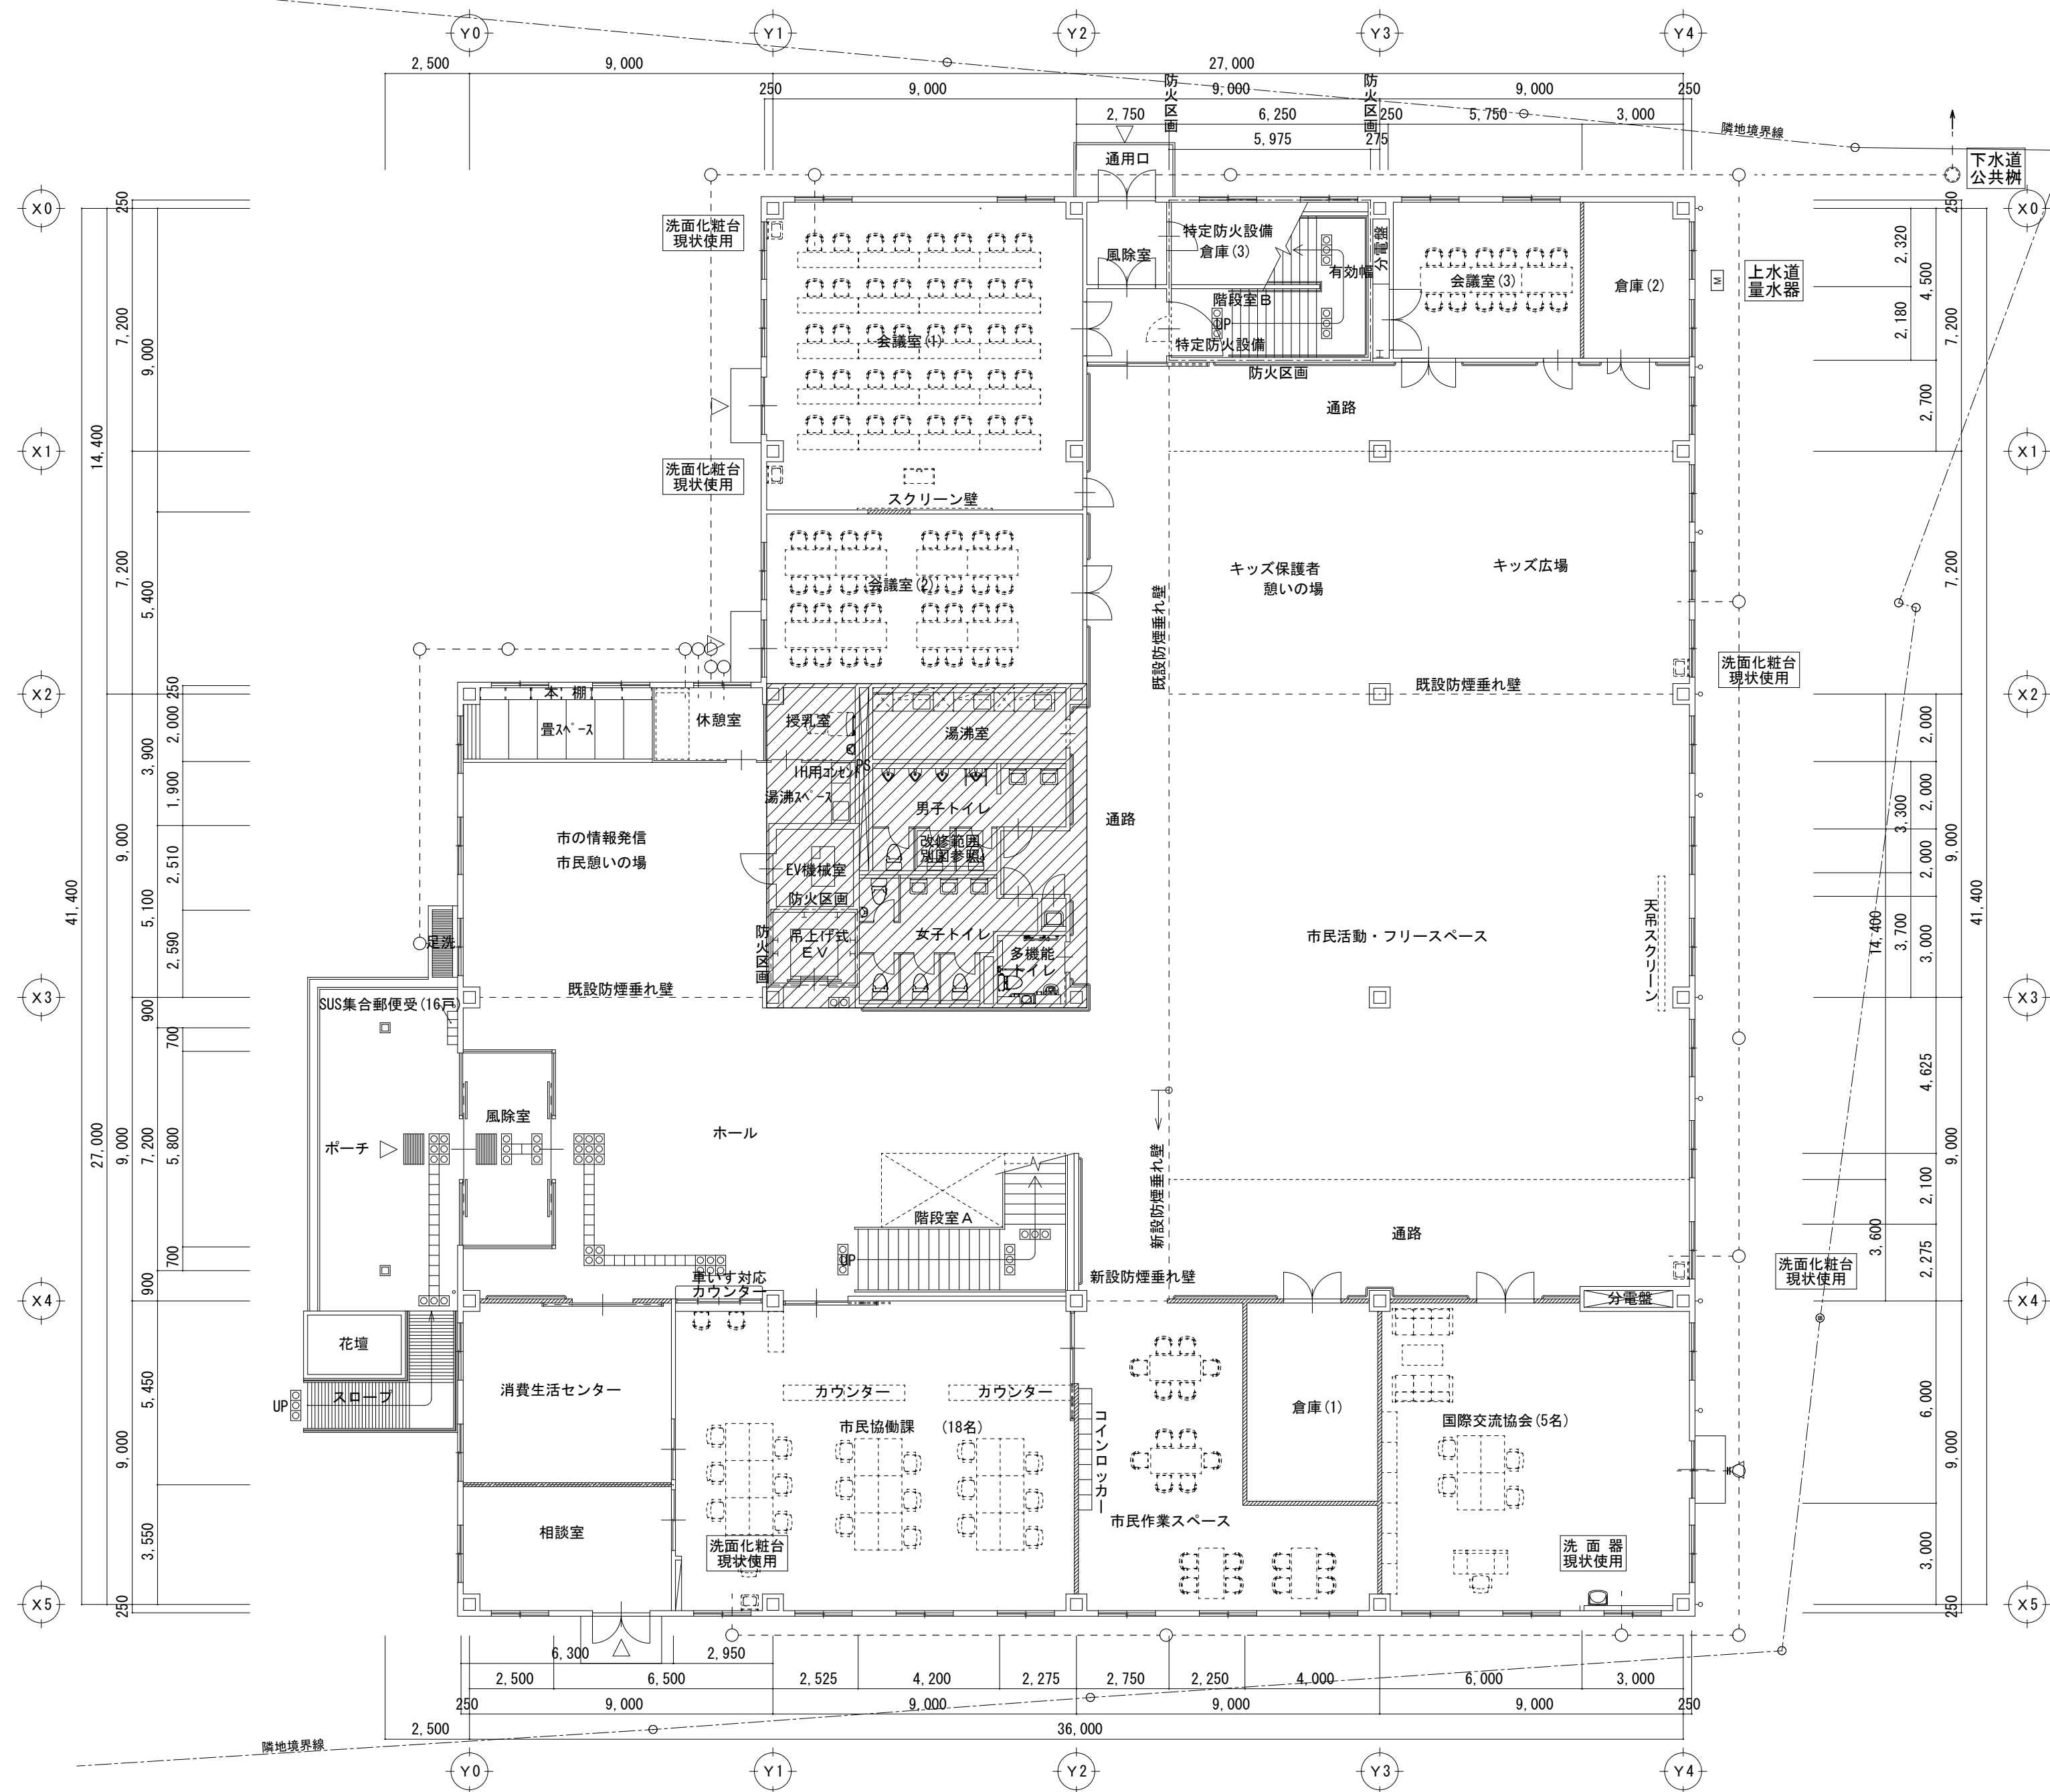 Y0
Y1
Y2
Y3
Y4
2,500
9,000
27,000
250
9,000
9,000
9,000
250
防火区画
防火区画
2,750
6,250
250
5,750
3,000
5,975
275
隣地境界線
下水道
公共桝
通用口
X0
X0
洗面化粧台
現状使用
特定防火設備
倉庫(3)
風除室
有効幅
分電盤
会議室(3)
倉庫(2)
M
上水道
量水器
階段室B
UP
特定防火設備
防火区画
会議室(1)
通路
X1
X1
洗面化粧台
現状使用
スクリーン壁
キッズ保護者
憩いの場
キッズ広場
会議室(2)
既設防煙垂れ壁
洗面化粧台
現状使用
既設防煙垂れ壁
X2
X2
本棚
畳スペース
休憩室
授乳室
湯沸室
PS
IH用コンセント
湯沸スペース
男子トイレ
通路
市の情報発信
市民憩いの場
改修範囲
別図参照
EV機械室
防火区画
防火区画
吊上げ式
EV
女子トイレ
多機能
トイレ
市民活動・フリースペース
天吊スクリーン
足洗
既設防煙垂れ壁
SUS集合郵便受(16戸)
X3
X3
風除室
ポーチ
ホール
階段室A
UP
新設防煙垂れ壁
通路
新設防煙垂れ壁
車いす対応
カウンター
洗面化粧台
現状使用
分電盤
X4
X4
花壇
スロープ
UP
消費生活センター
カウンター
カウンター
市民協働課
(18名)
コインロッカー
倉庫(1)
国際交流協会(5名)
市民作業スペース
相談室
洗面化粧台
現状使用
洗面器
現状使用
X5
X5
250
7,200
14,400
9,000
7,200
5,400
250
2,000
3,900
1,900
9,000
2,510
5,100
41,400
2,590
900
700
27,000
9,000
7,200
5,800
700
900
5,450
9,000
3,550
250
250
2,320
4,500
2,180
7,200
2,700
7,200
2,000
2,000
3,300
2,000
9,000
14,400
3,700
3,000
41,400
4,625
9,000
2,100
3,600
2,275
6,000
9,000
3,000
250
6,300
2,950
2,500
6,500
2,525
4,200
2,275
2,750
2,250
4,000
6,000
3,000
250
9,000
9,000
9,000
9,000
250
2,500
36,000
隣地境界線
Y0
Y1
Y2
Y3
Y4